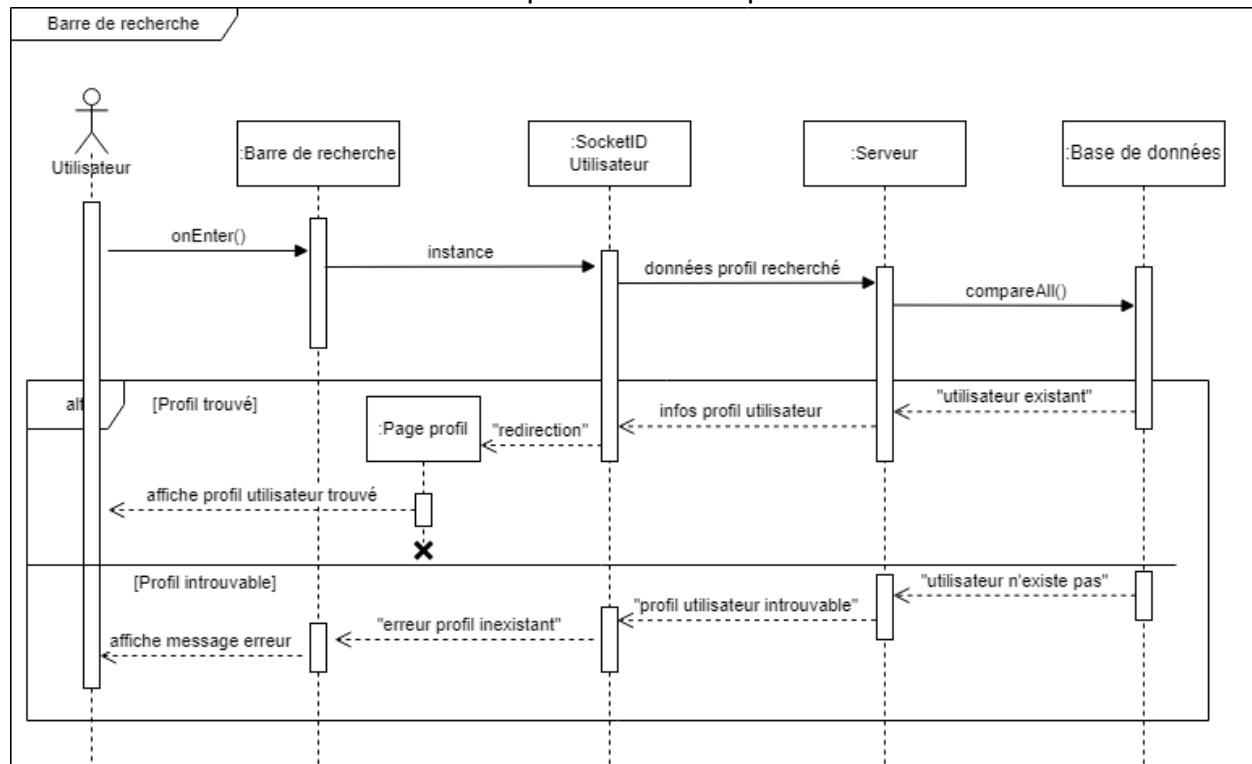 Barre de recherche
Utilisateur
:Barre de recherche
:SocketID
Utilisateur
:Serveur
:Base de données
onEnter()
instance
données profil recherché
compareAll()
alt
[Profil trouvé]
"utilisateur existant"
infos profil utilisateur
"redirection"
:Page profil
affiche profil utilisateur trouvé
[Profil introuvable]
"utilisateur n'existe pas"
"profil utilisateur introuvable"
"erreur profil inexistant"
affiche message erreur